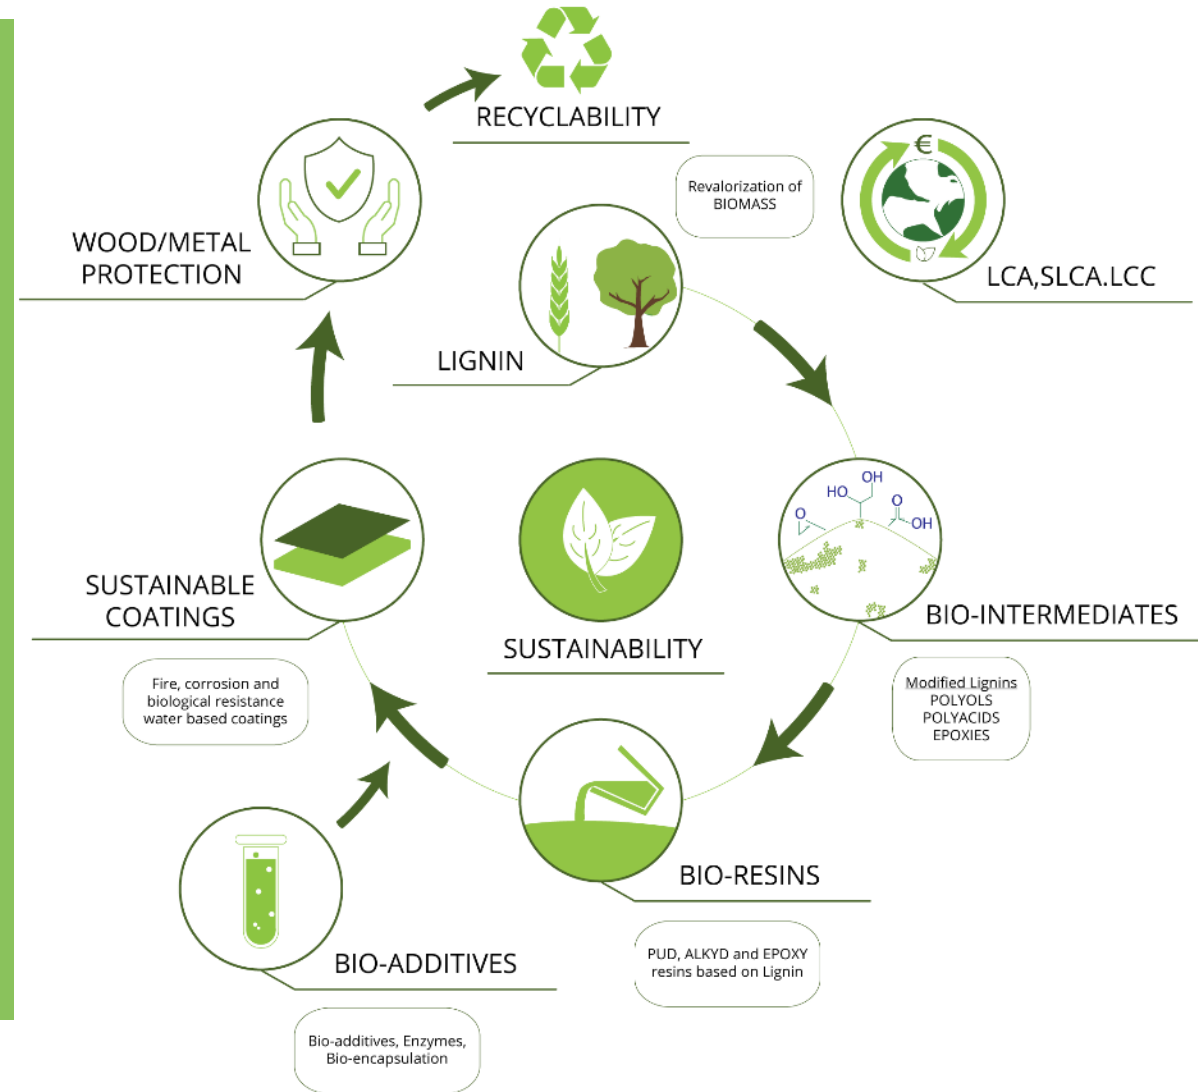 RECYCLABILITY
Revalorization of
BIOMASS
€
WOOD/METAL
PROTECTION
LCA,SLCA.LCC
LIGNIN
OH
HO
O
O
OH
SUSTAINABLE
COATINGS
BIO-INTERMEDIATES
SUSTAINABILITY
Fire, corrosion and
biological resistance
water based coatings
Modified Lignins
POLYOLS
POLYACIDS
EPOXIES
BIO-RESINS
PUD, ALKYD and EPOXY
resins based on Lignin
BIO-ADDITIVES
Bio-additives, Enzymes,
Bio-encapsulation